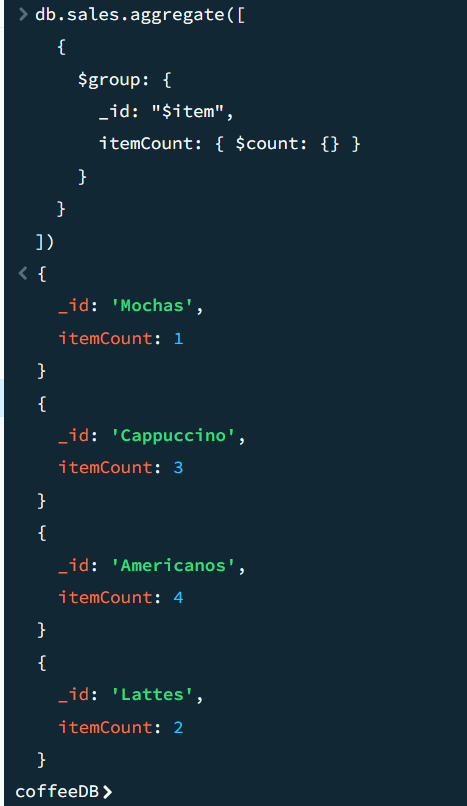 > db.sales.aggregate([
{
$group: {
_id: "$item",
itemCount: { $count: {} }
}
}
])
< {
_id: 'Mochas',
itemCount: 1
}
{
_id: 'Cappuccino',
itemCount: 3
}
{
_id: 'Americanos',
itemCount: 4
}
{
_id: 'Lattes',
itemCount: 2
}
coffeeDB>